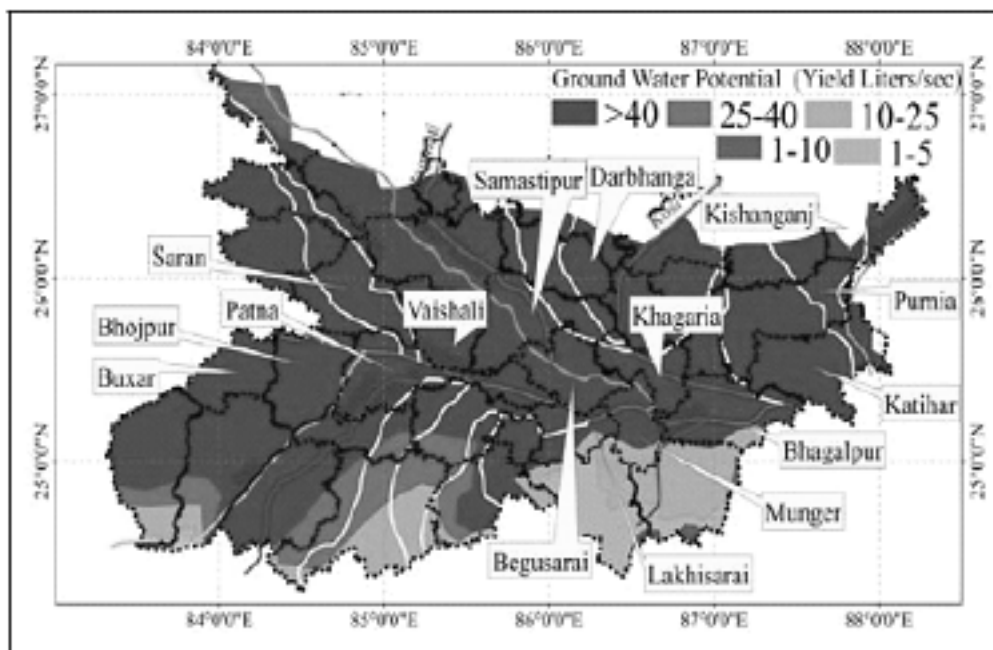 84°0'0"E 85°0'0"E 86°0'0"E 87°0'0"E 88°0'0"E
27°0'0"N
27°0'0"N
Ground Water Potential (Yield Liters/sec)
>40 25-40 10-25
1-10 1-5
Samastipur
Darbhanga
Kosi
Kishanganj
26°0'0"N
26°0'0"N
Saran
Purnia
Patna
Vaishali
Khagaria
Bhojpur
Buxar
Katihar
Bhagalpur
25°0'0"N
25°0'0"N
Munger
Begusarai
Lakhisarai
84°0'0"E 85°0'0"E 86°0'0"E 87°0'0"E 88°0'0"E